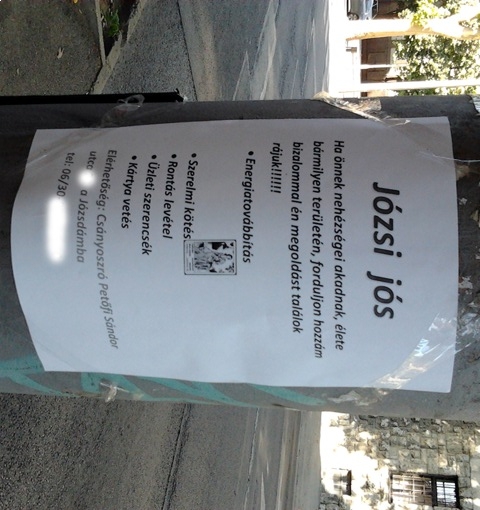 Józsi jós
Ha önnek nehézségei akadnak, élete
bármilyen területén, forduljon hozzám
bizalommal én megoldást találok
rájuk!!!!!!
• Energiatovábbítás
• Szerelmi kötés
• Rontás levétel
• Üzleti szerencsék
• Kártya vetés
Elérhetőség: Csányoszró Petőfi Sándor
utca a Józsdámba
tel: 06/30